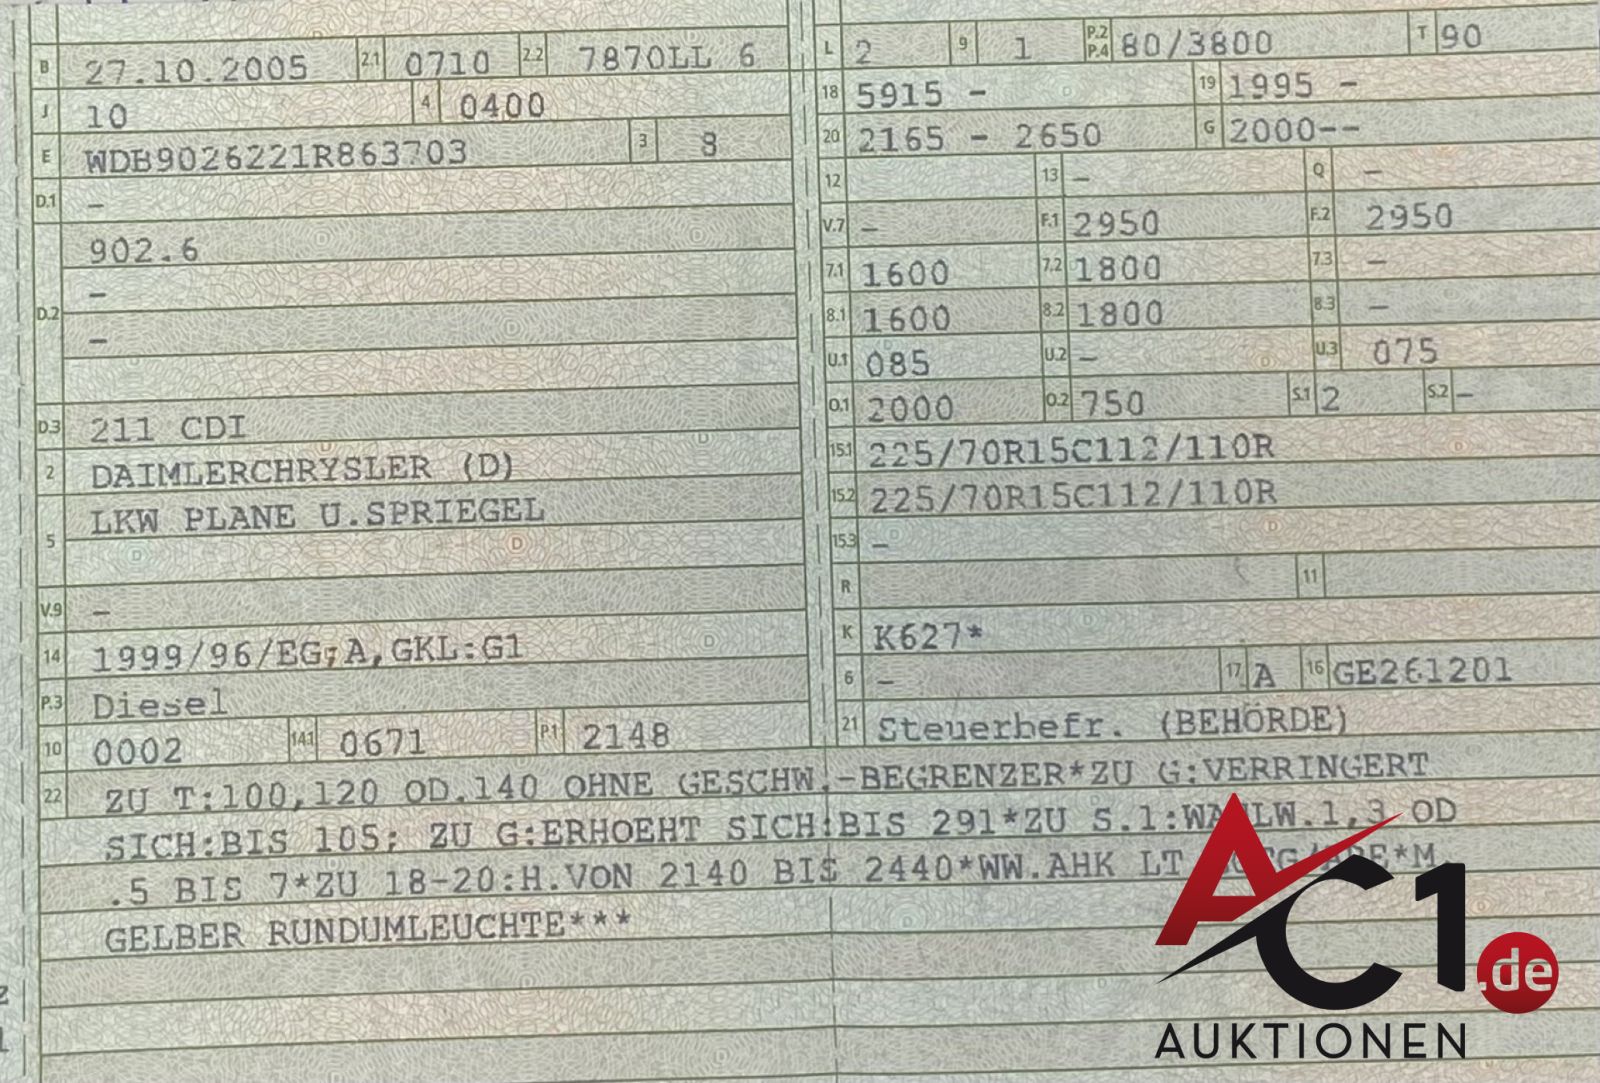 B 27.10.2005 2.1 0710 2.2 7870LL 6
J 10 4 0400
E WDB9026221R863703 3 8
D.1 -
D.2 902.6
-
-
D.3 211 CDI
2 DAIMLERCHRYSLER (D)
5 LKW PLANE U.SPRIEGEL
V.9 -
14 1999/96/EG;A,GKL:G1
P.3 Diesel
10 0002 14.1 0671 P.1 2148
L 2 9 1 P.2 P.4 80/3800 T 90
18 5915 - 19 1995 -
20 2165 - 2650 G 2000--
12 13 - Q -
V.7 - F.1 2950 F.2 2950
7.1 1600 7.2 1800 7.3 -
8.1 1600 8.2 1800 8.3 -
U.1 085 U.2 - U.3 075
O.1 2000 O.2 750 S.1 2 S.2 -
15.1 225/70R15C112/110R
15.2 225/70R15C112/110R
15.3 -
R 11
K K627*
6 - 17 A 16 GE261201
21 Steuerbefr. (BEHÖRDE)
22 ZU T:100,120 OD.140 OHNE GESCHW.-BEGRENZER*ZU G:VERRINGERT
SICH:BIS 105; ZU G:ERHOEHT SICH:BIS 291*ZU S.1:WAHLW.1,3 OD
.5 BIS 7*ZU 18-20:H.VON 2140 BIS 2440*WW.AHK LT *M.
GELBER RUNDUMLEUCHTE***
AC1.de
AUKTIONEN